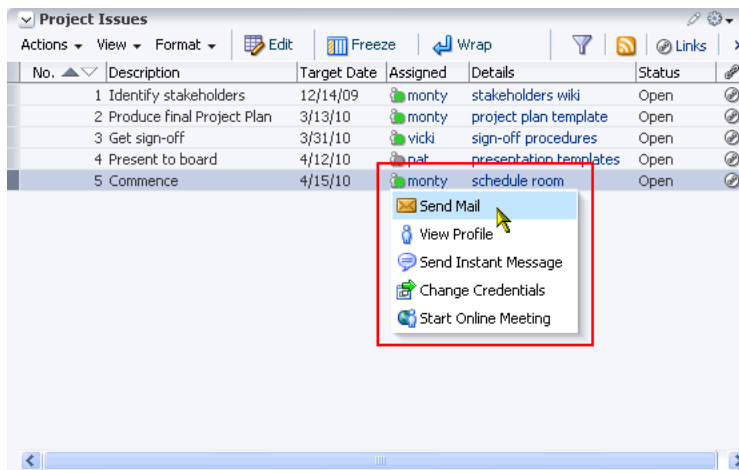 Project Issues
Actions View Format Edit Freeze Wrap Links
No. Description Target Date Assigned Details Status
1 Identify stakeholders 12/14/09 monty stakeholders wiki Open
2 Produce final Project Plan 3/13/10 monty project plan template Open
3 Get sign-off 3/31/10 vicki sign-off procedures Open
4 Present to board 4/12/10 pat presentation templates Open
5 Commence 4/15/10 monty schedule room Open
Send Mail
View Profile
Send Instant Message
Change Credentials
Start Online Meeting